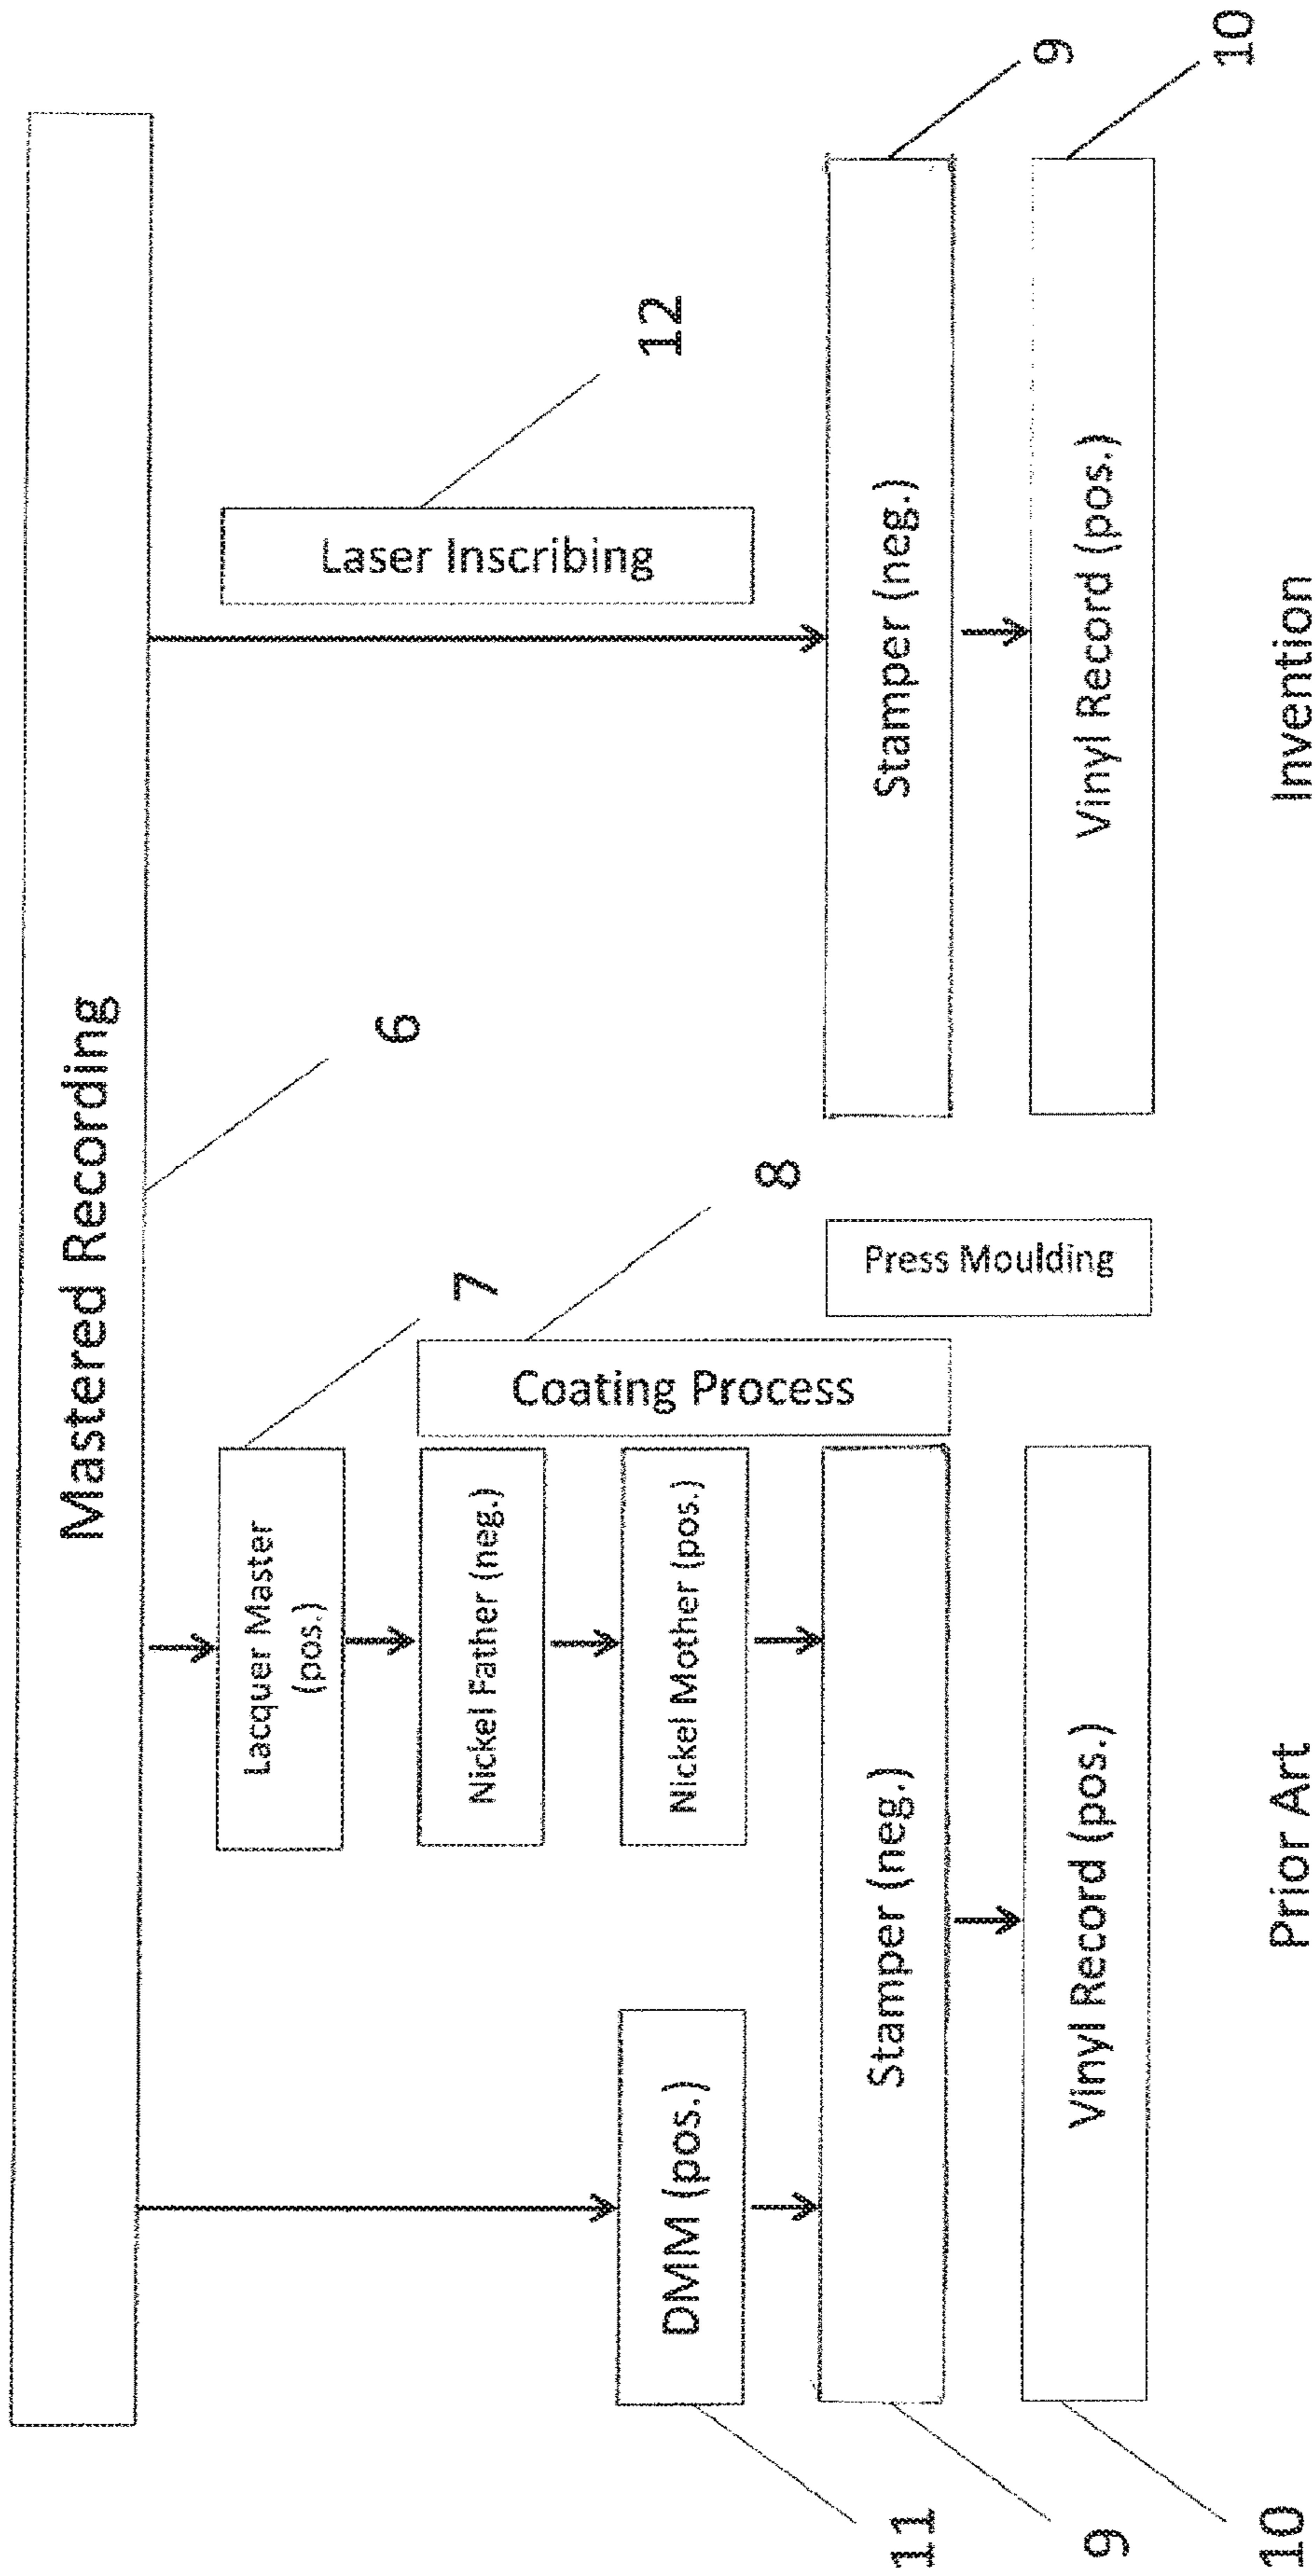 Mastered Recording
6
Lacquer Master
(pos.)
7
Laser Inscribing
12
Nickel Father (neg.)
Coating Process
8
DMM (pos.)
11
Nickel Mother (pos.)
Stamper (neg.)
9
Press Moulding
Stamper (neg.)
9
Vinyl Record (pos.)
10
Vinyl Record (pos.)
10
Prior Art
Invention